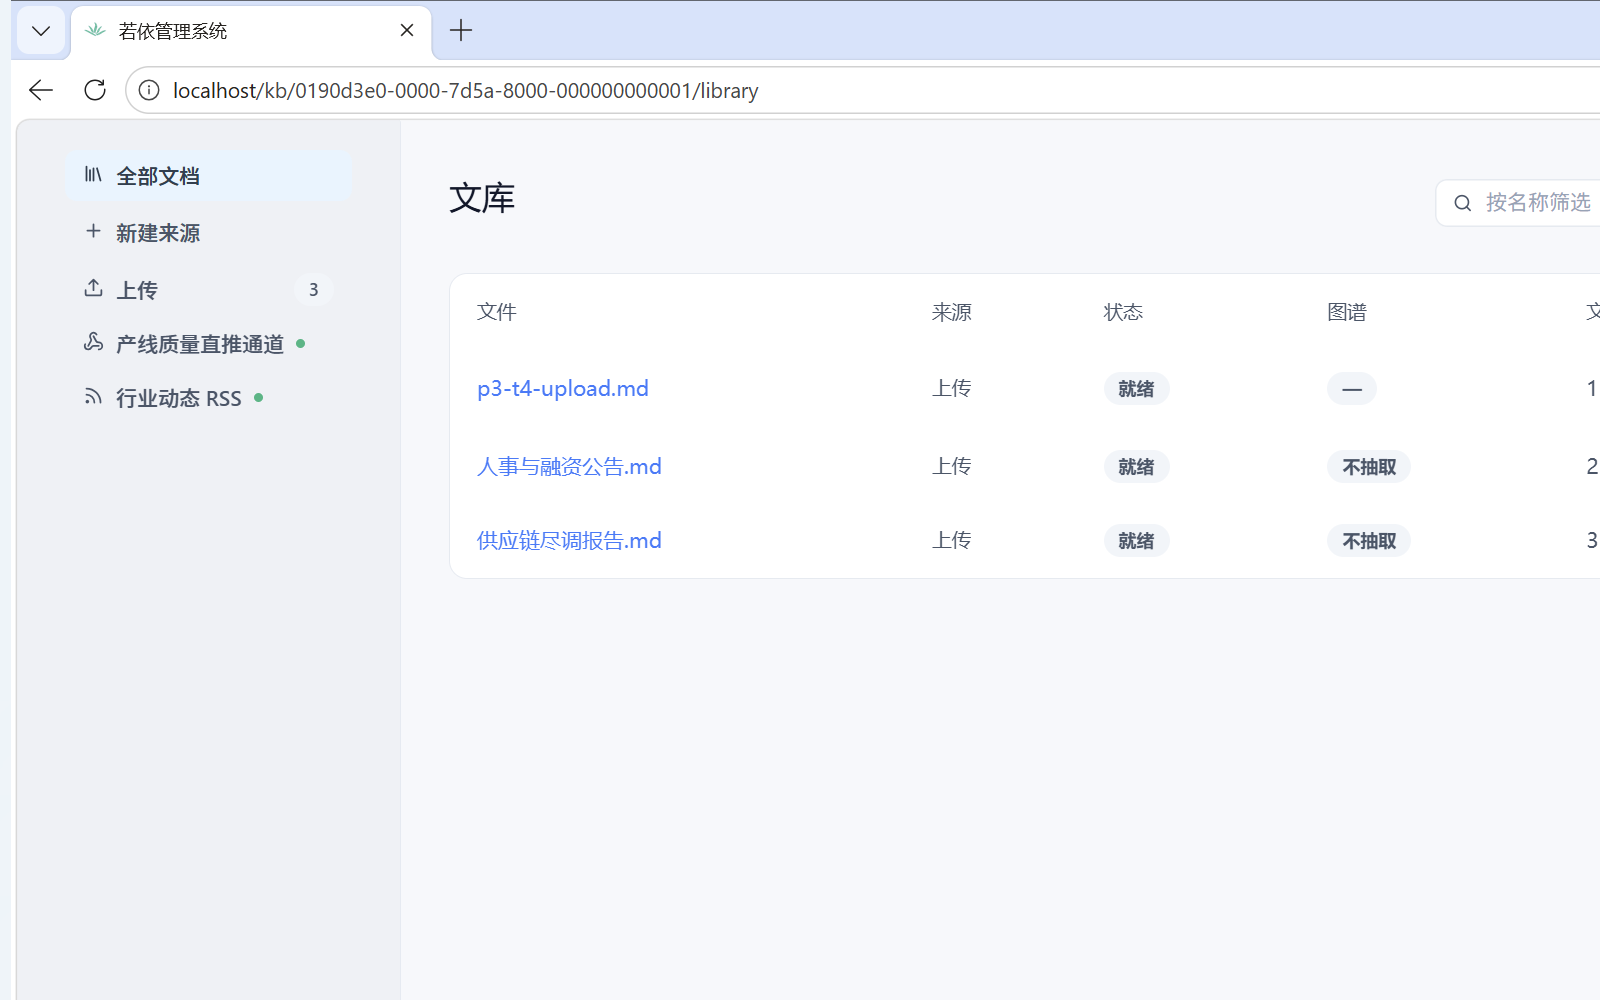 若依管理系统
localhost/kb/0190d3e0-0000-7d5a-8000-000000000001/library
全部文档
新建来源
上传 3
产线质量直推通道
行业动态 RSS
文库
按名称筛选
文件 来源 状态 图谱
p3-t4-upload.md 上传 就绪 — 1
人事与融资公告.md 上传 就绪 不抽取 2
供应链尽调报告.md 上传 就绪 不抽取 3